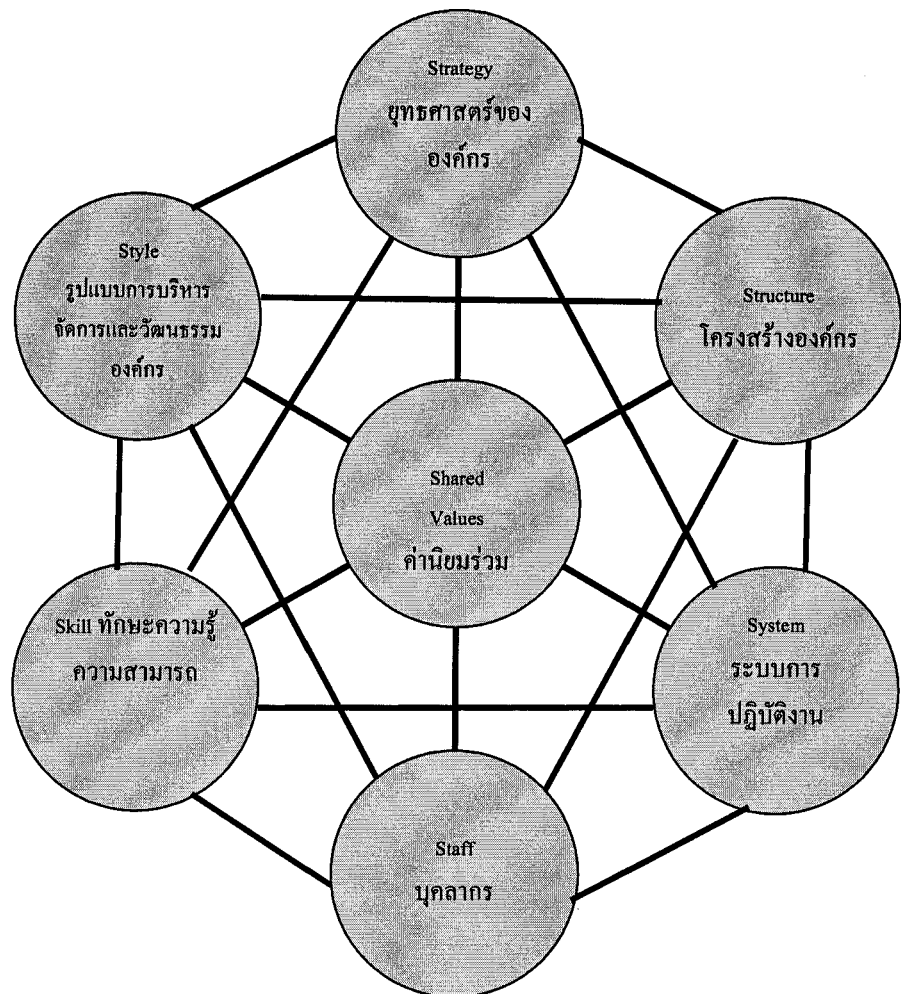 Strategy
ยุทธศาสตร์ของ
องค์กร
Style
รูปแบบการบริหาร
จัดการและวัฒนธรรม
องค์กร
Structure
โครงสร้างองค์กร
Shared
Values
ค่านิยมร่วม
Skill ทักษะความรู้
ความสามารถ
System
ระบบการ
ปฏิบัติงาน
Staff
บุคลากร